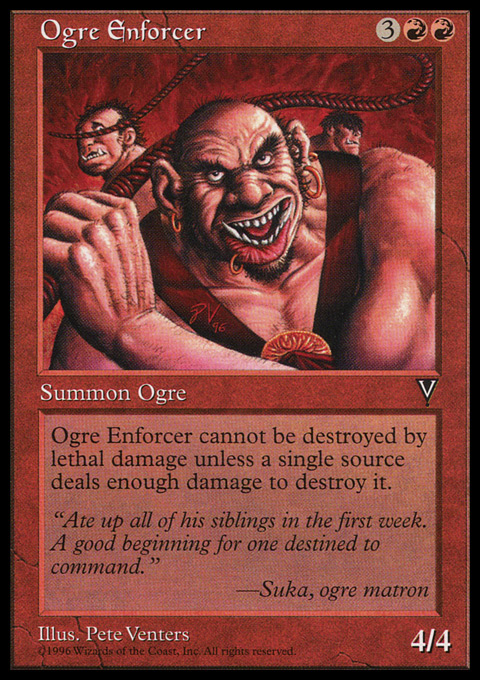 Ogre Enforcer 3
PV
96
Summon Ogre
V
Ogre Enforcer cannot be destroyed by
lethal damage unless a single source
deals enough damage to destroy it.
“Ate up all of his siblings in the first week.
A good beginning for one destined to
command.”
—Suka, ogre matron
Illus. Pete Venters
©1996 Wizards of the Coast, Inc. All rights reserved.
4/4